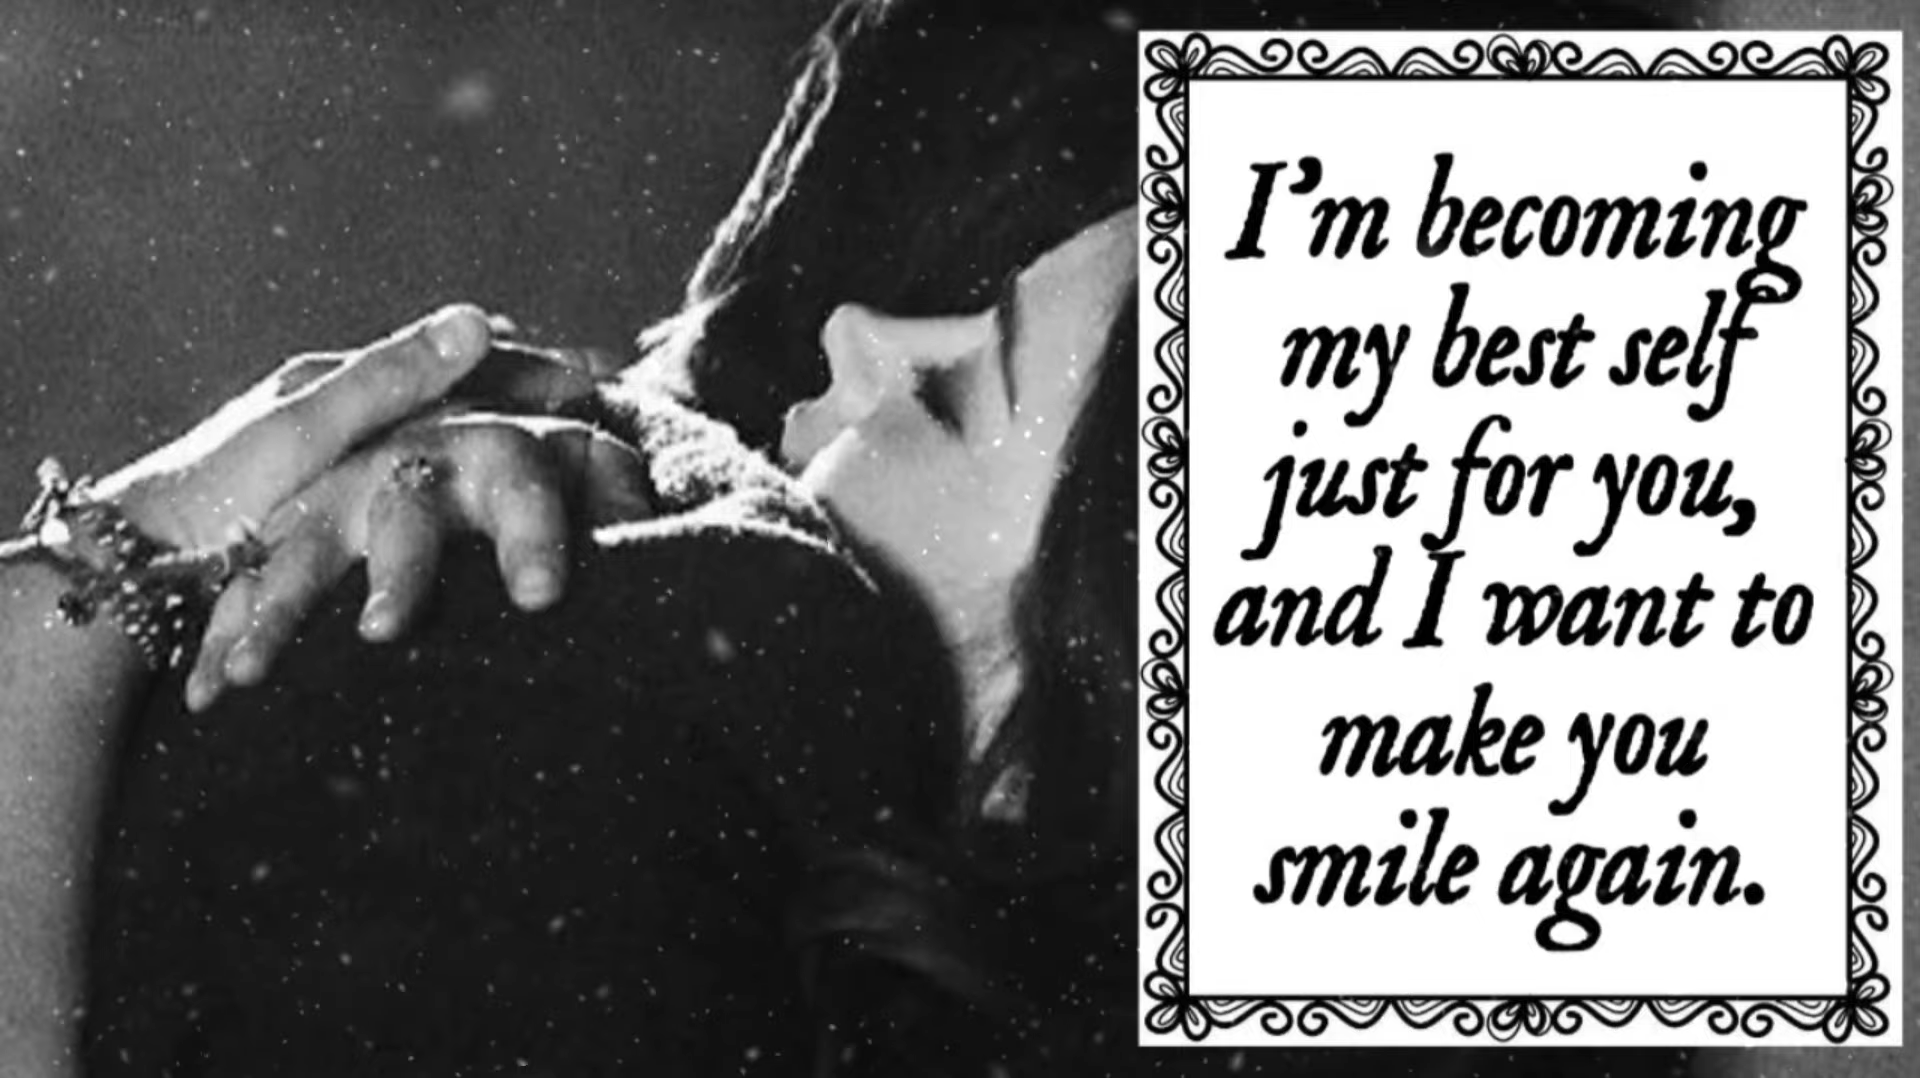 I’m becoming
my best self
just for you,
and I want to
make you
smile again.